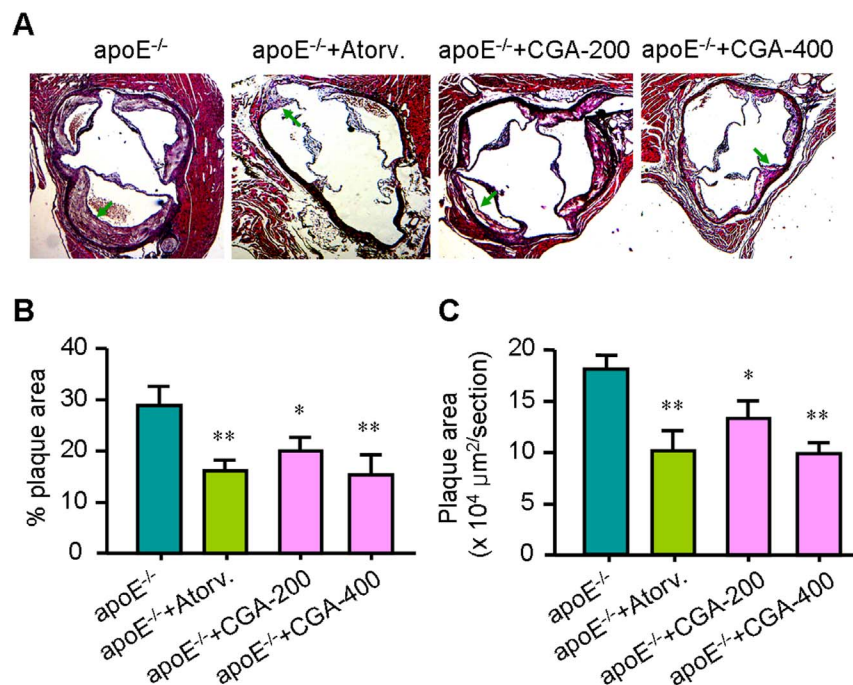 A
apoE⁻/⁻ apoE⁻/⁻+Atorv. apoE⁻/⁻+CGA-200 apoE⁻/⁻+CGA-400
B
% plaque area
40
30
20
10
0
**
*
**
apoE⁻/⁻
apoE⁻/⁻+Atorv.
apoE⁻/⁻+CGA-200
apoE⁻/⁻+CGA-400
C
Plaque area
(x 10⁴ µm²/section)
20
15
10
5
0
**
*
**
apoE⁻/⁻
apoE⁻/⁻+Atorv.
apoE⁻/⁻+CGA-200
apoE⁻/⁻+CGA-400